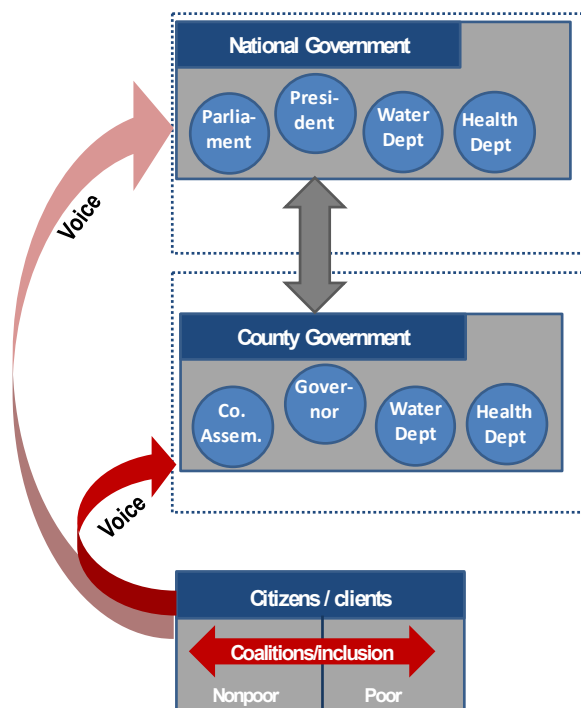 National Government
Parlia-
ment
Presi-
dent
Water
Dept
Health
Dept
Voice
County Government
Co.
Assem.
Gover-
nor
Water
Dept
Health
Dept
Voice
Citizens / clients
Coalitions/inclusion
Nonpoor
Poor